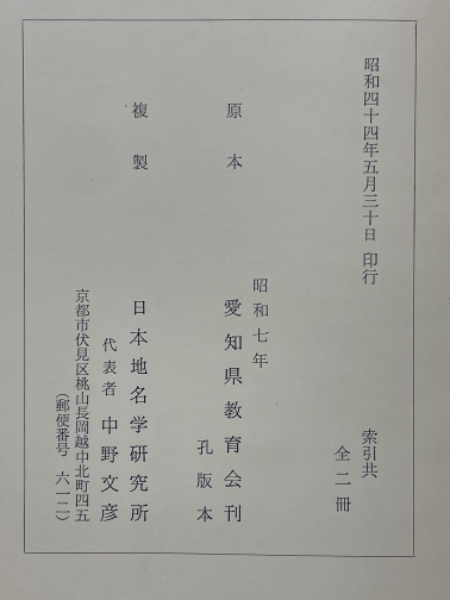 昭和四十四年五月三十日 印行
索引共
全二冊
昭和七年
原本 愛知県教育会刊
孔版本
複製 日本地名学研究所
代表者 中野文彦
京都市伏見区桃山長岡越中北町四五
（郵便番号 六一二）